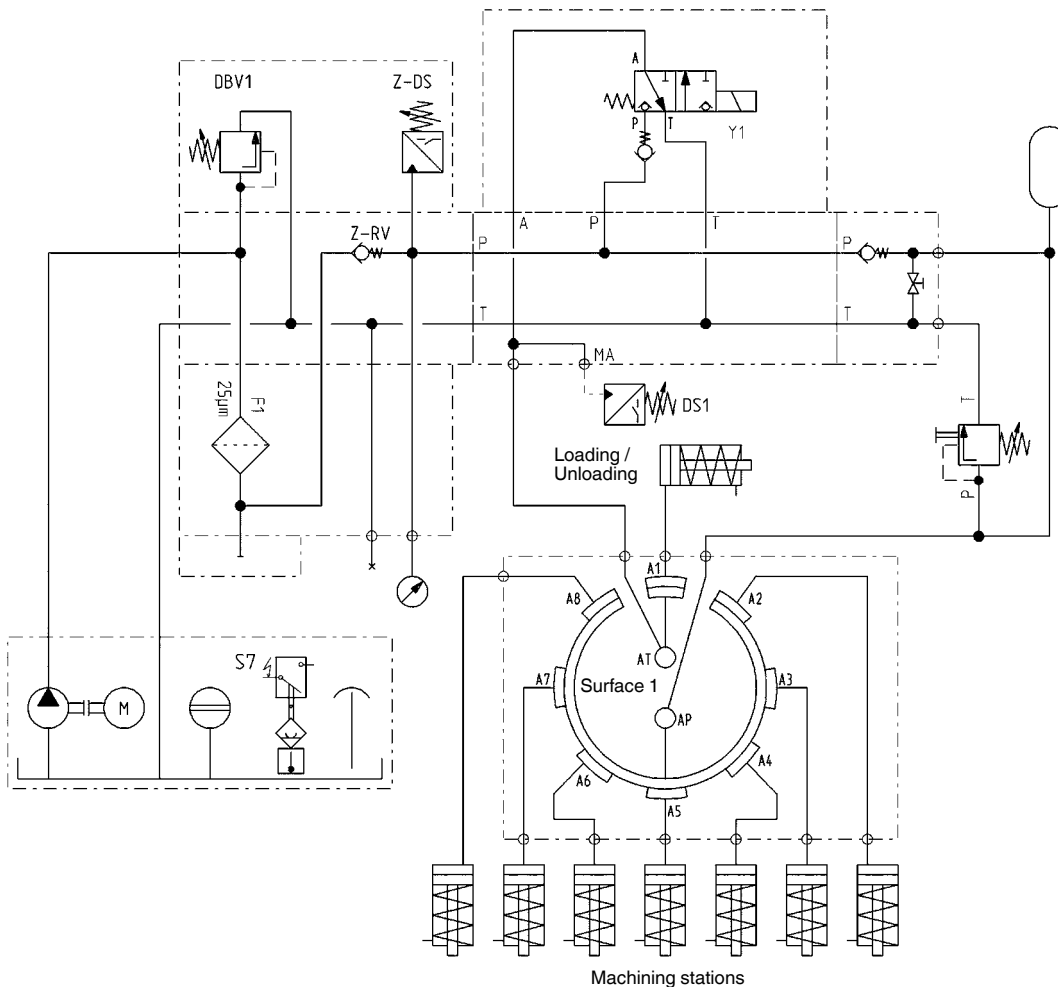 DBV1
Z-DS
A
P
T
Y1
A
P
T
Z-RV
P
P
T
T
MA
DS1
25µm
F1
T
P
Loading /
Unloading
A1
A8
A2
AT
A7
Surface 1
A3
AP
A6
A4
A5
S7
M
Machining stations